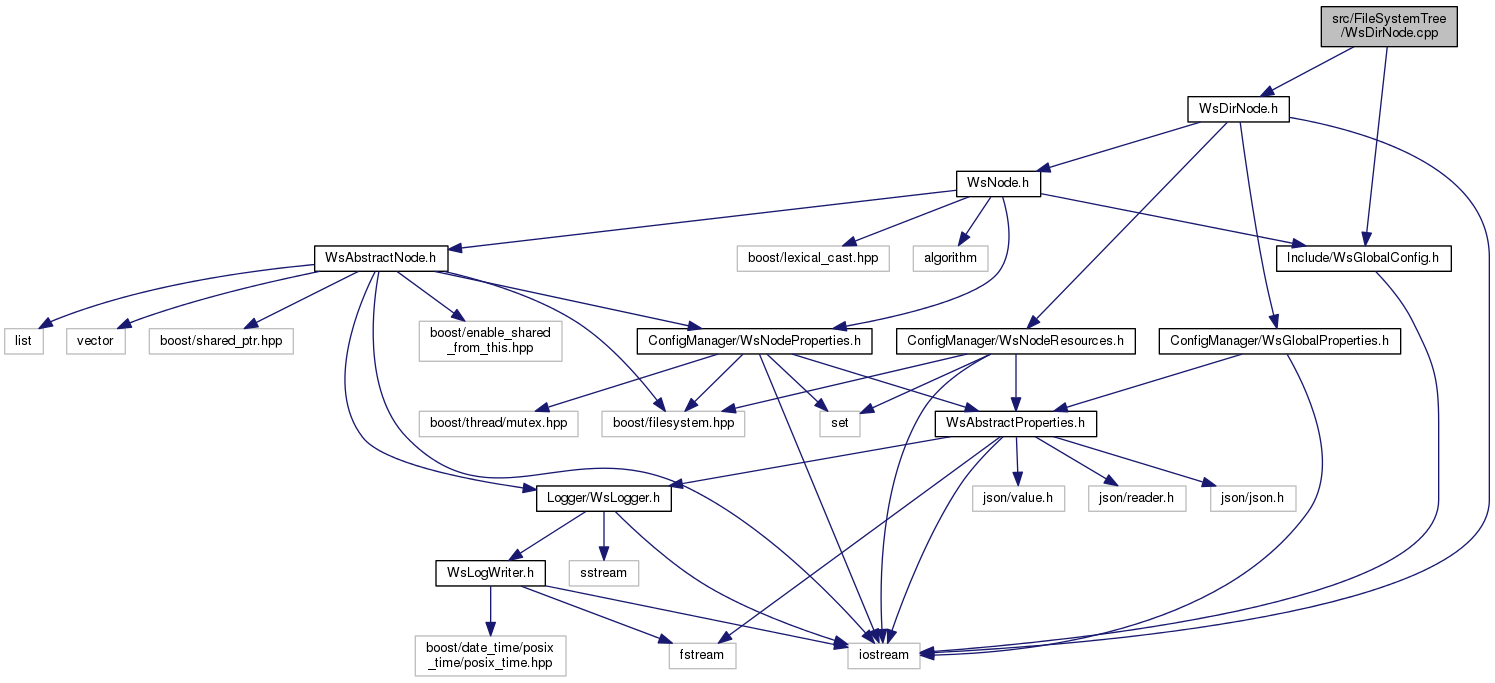 src/FileSystemTree
/WsDirNode.cpp
WsDirNode.h
WsNode.h
WsAbstractNode.h
boost/lexical_cast.hpp
algorithm
Include/WsGlobalConfig.h
list
vector
boost/shared_ptr.hpp
boost/enable_shared
_from_this.hpp
ConfigManager/WsNodeProperties.h
ConfigManager/WsNodeResources.h
ConfigManager/WsGlobalProperties.h
boost/thread/mutex.hpp
boost/filesystem.hpp
set
WsAbstractProperties.h
Logger/WsLogger.h
json/value.h
json/reader.h
json/json.h
WsLogWriter.h
sstream
boost/date_time/posix
_time/posix_time.hpp
fstream
iostream